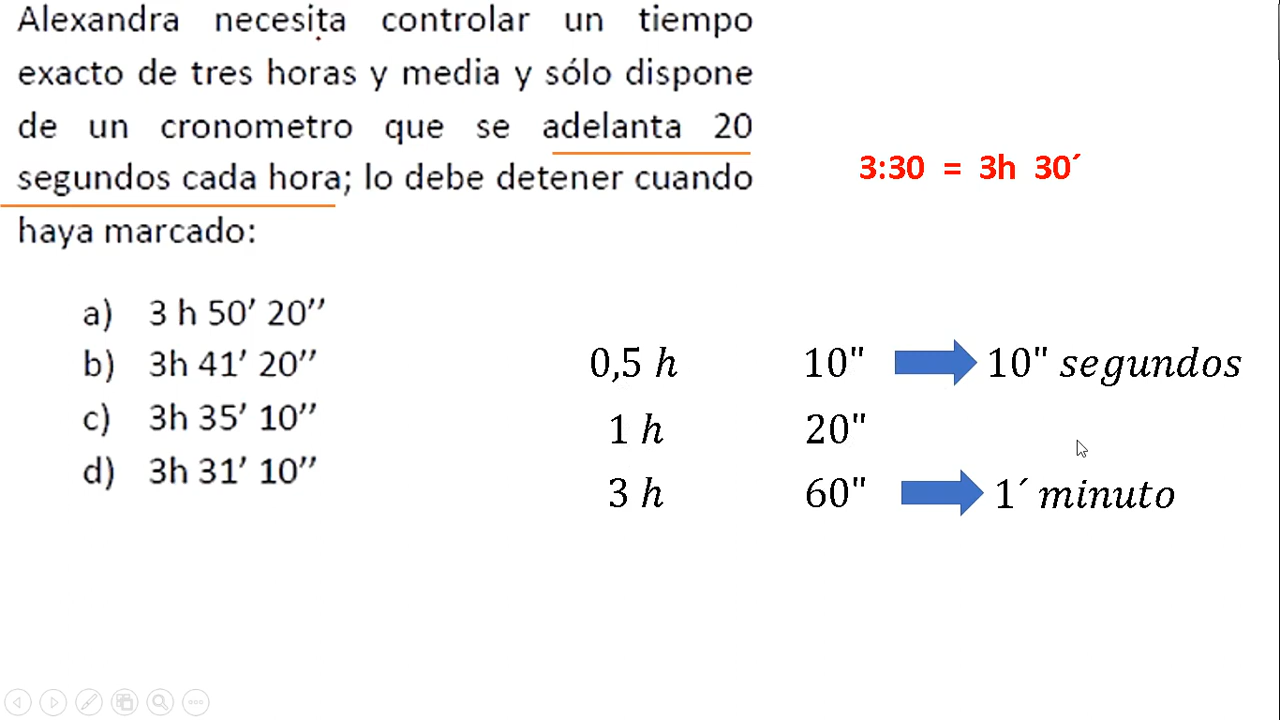 Alexandra necesita controlar un tiempo
exacto de tres horas y media y sólo dispone
de un cronometro que se adelanta 20
segundos cada hora; lo debe detener cuando
haya marcado:
3:30 = 3h 30´
a) 3 h 50’ 20’’
b) 3h 41’ 20’’
c) 3h 35’ 10’’
d) 3h 31’ 10’’
0,5 h 10" 10" segundos
1 h 20"
3 h 60" 1´ minuto